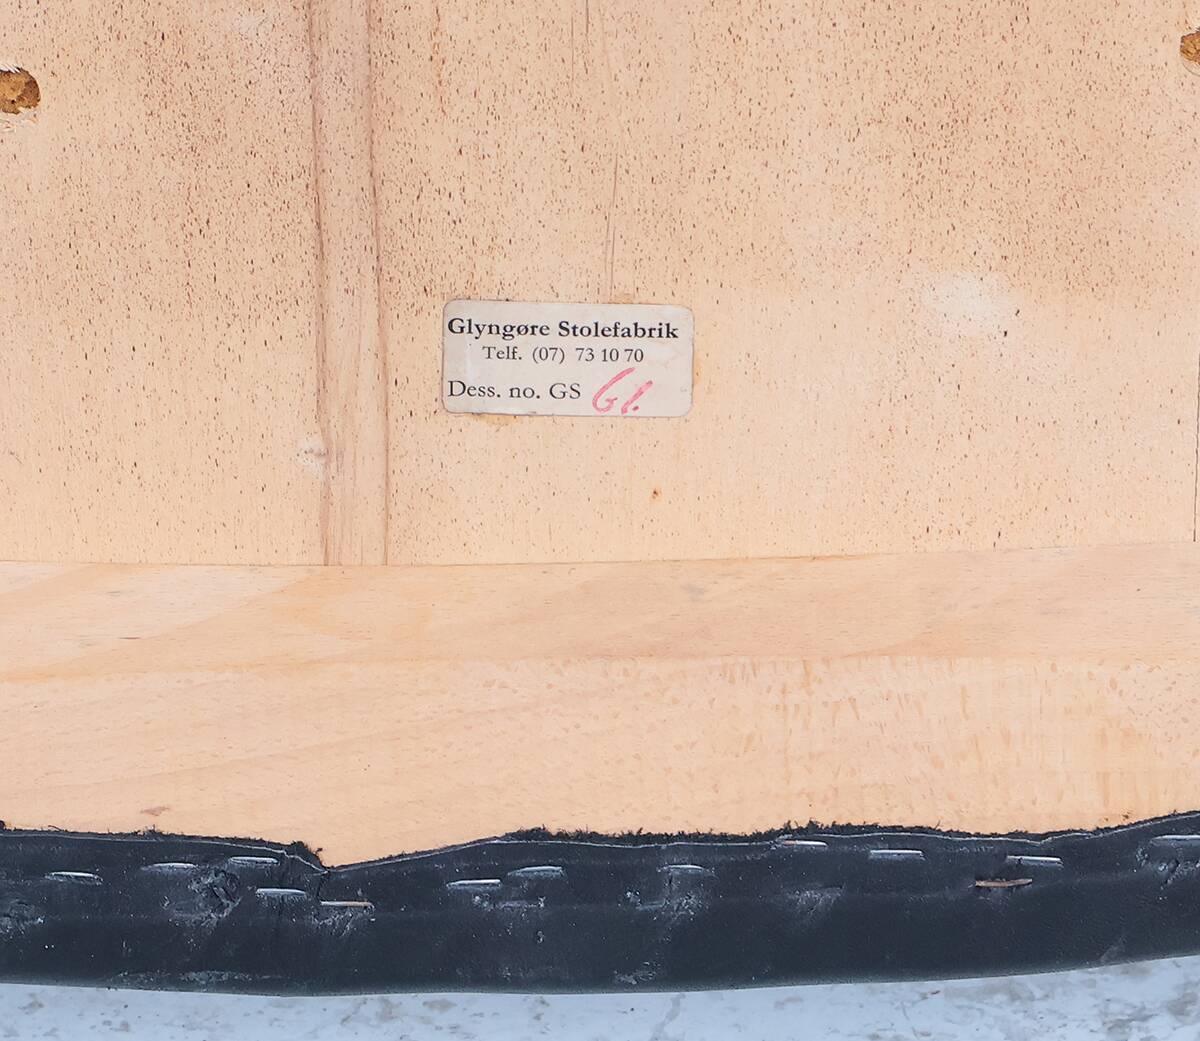 Glyngøre Stolefabrik
Telf. (07) 73 10 70
Dess. no. GS 61.